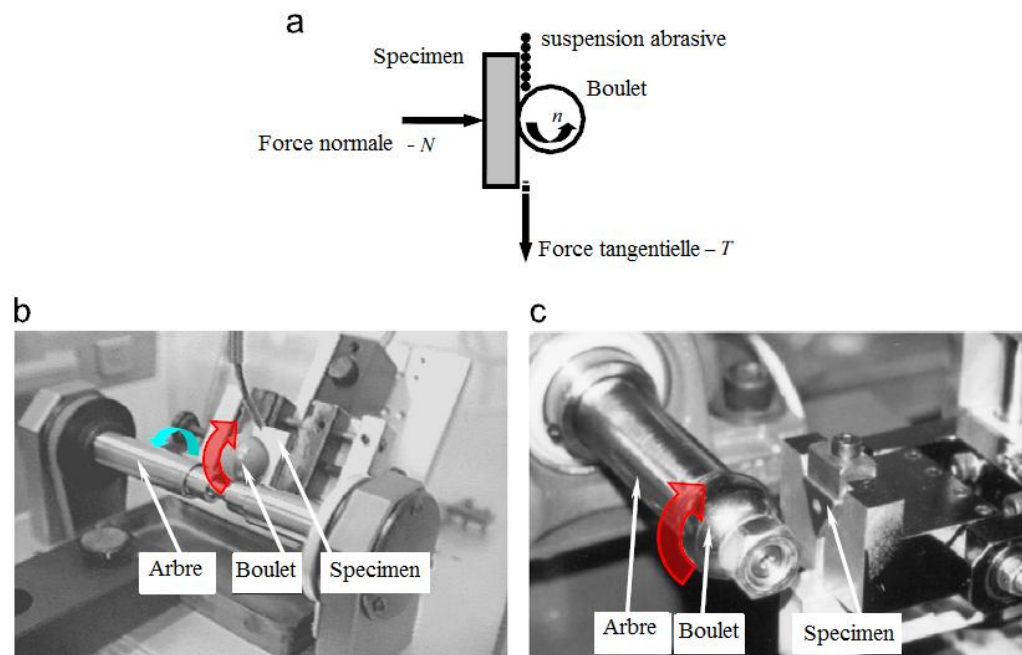 a
Specimen
suspension abrasive
Boulet
n
Force normale - N
Force tangentielle – T
b
Arbre
Boulet
Specimen
c
Arbre
Boulet
Specimen